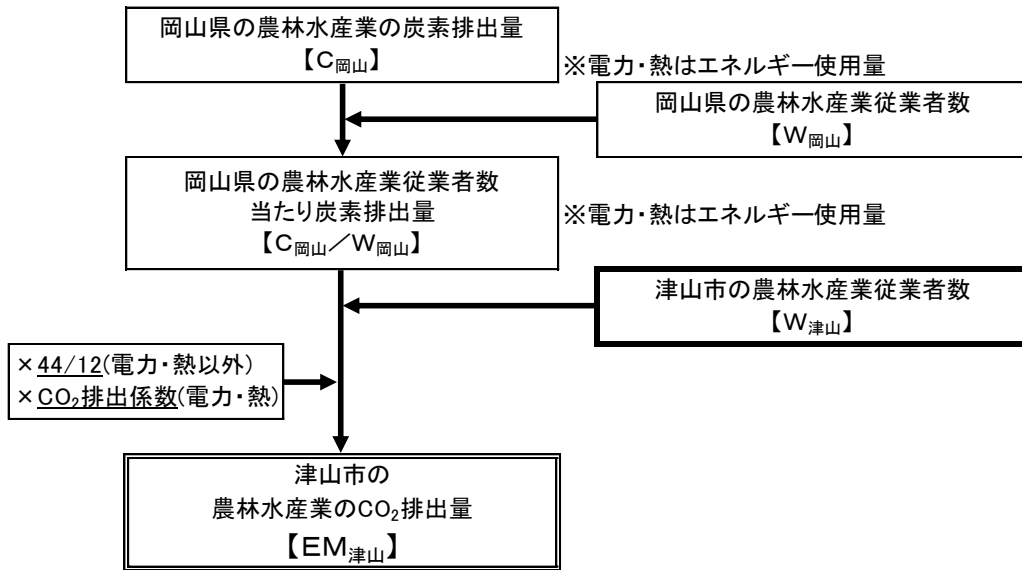 岡山県の農林水産業の炭素排出量
【C岡山】
※電力・熱はエネルギー使用量
岡山県の農林水産業従業者数
【W岡山】
岡山県の農林水産業従業者数
当たり炭素排出量
【C岡山／W岡山】
※電力・熱はエネルギー使用量
津山市の農林水産業従業者数
【W津山】
×44/12(電力・熱以外)
×CO₂排出係数(電力・熱)
津山市の
農林水産業のCO₂排出量
【EM津山】